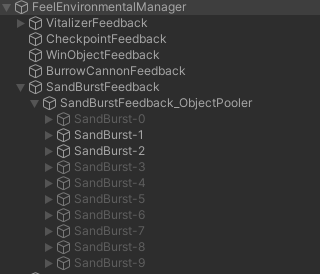 FeelEnvironmentalManager
VitalizerFeedback
CheckpointFeedback
WinObjectFeedback
BurrowCannonFeedback
SandBurstFeedback
SandBurstFeedback_ObjectPooler
SandBurst-0
SandBurst-1
SandBurst-2
SandBurst-3
SandBurst-4
SandBurst-5
SandBurst-6
SandBurst-7
SandBurst-8
SandBurst-9